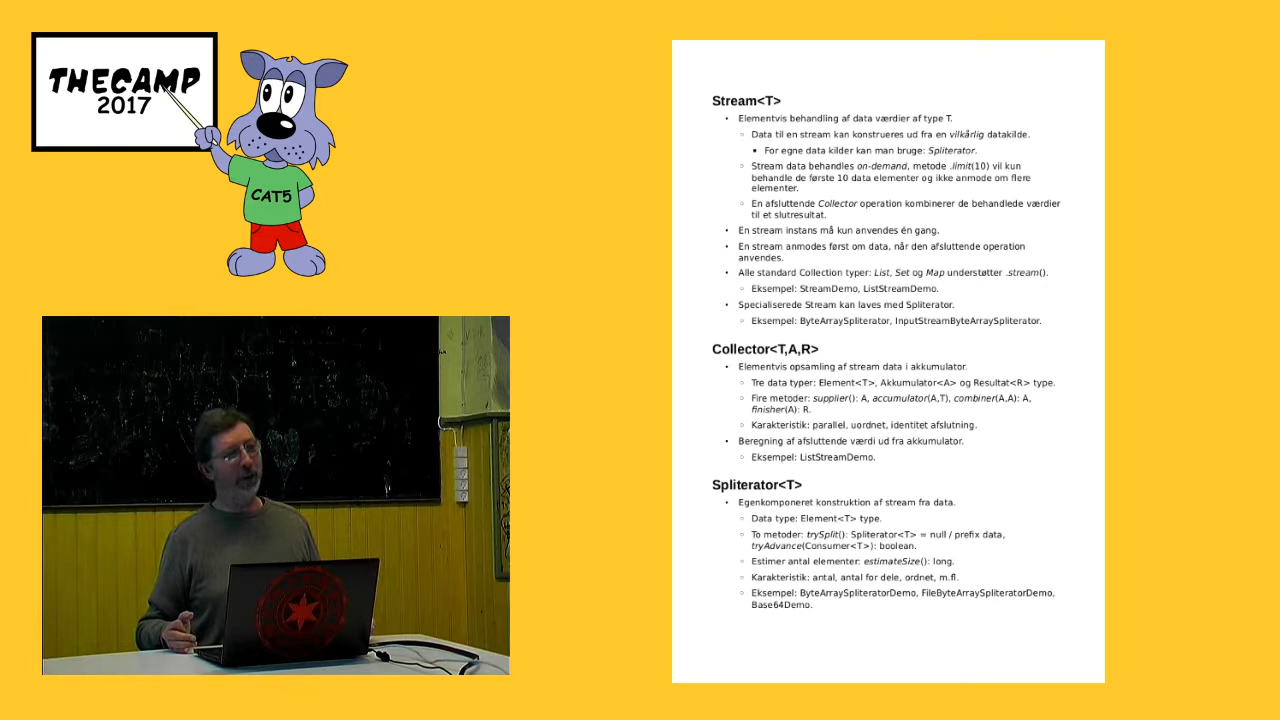 THECAMP
2017
CAT5
Stream<T>
• Elementvis behandling af data værdier af type T.
◦ Data til en stream kan konstrueres ud fra en vilkårlig datakilde.
▪ For egne data kilder kan man bruge: Spliterator.
◦ Stream data behandles on-demand, metode .limit(10) vil kun
behandle de første 10 data elementer og ikke anmode om flere
elementer.
◦ En afsluttende Collector operation kombinerer de behandlede værdier
til et slutresultat.
• En stream instans må kun anvendes én gang.
• En stream anmodes først om data, når den afsluttende operation
anvendes.
• Alle standard Collection typer: List, Set og Map understøtter .stream().
◦ Eksempel: StreamDemo, ListStreamDemo.
• Specialiserede Stream kan laves med Spliterator.
◦ Eksempel: ByteArraySpliterator, InputStreamByteArraySpliterator.
Collector<T,A,R>
• Elementvis opsamling af stream data i akkumulator.
◦ Tre data typer: Element<T>, Akkumulator<A> og Resultat<R> type.
◦ Fire metoder: supplier(): A, accumulator(A,T), combiner(A,A): A,
finisher(A): R.
◦ Karakteristik: parallel, uordnet, identitet afslutning.
• Beregning af afsluttende værdi ud fra akkumulator.
◦ Eksempel: ListStreamDemo.
Spliterator<T>
• Egenkomponeret konstruktion af stream fra data.
◦ Data type: Element<T> type.
◦ To metoder: trySplit(): Spliterator<T> = null / prefix data,
tryAdvance(Consumer<T>): boolean.
◦ Estimer antal elementer: estimateSize(): long.
◦ Karakteristik: antal, antal for dele, ordnet, m.fl.
◦ Eksempel: ByteArraySpliteratorDemo, FileByteArraySpliteratorDemo,
Base64Demo.